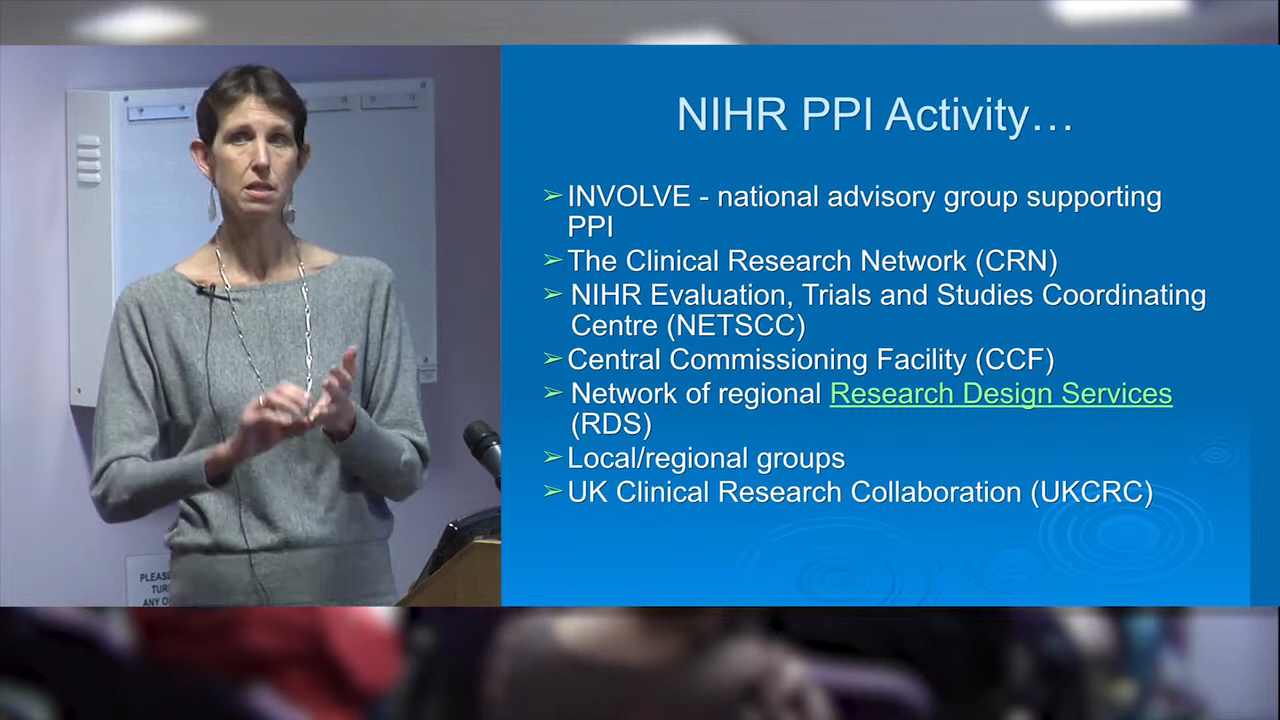 NIHR PPI Activity…
➢INVOLVE - national advisory group supporting
PPI
➢The Clinical Research Network (CRN)
➢ NIHR Evaluation, Trials and Studies Coordinating
Centre (NETSCC)
➢Central Commissioning Facility (CCF)
➢ Network of regional Research Design Services
(RDS)
➢Local/regional groups
➢UK Clinical Research Collaboration (UKCRC)
PLEASE
ANY